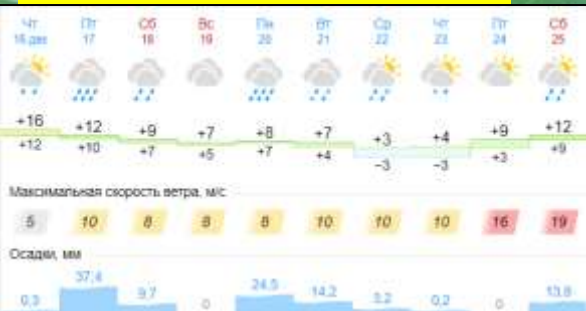 Чт Пт Сб Вс Пн Вт Ср Чт Пт Сб
16 дек 17 18 19 20 21 22 23 24 25
+16 +12 +9 +7 +8 +7 +3 +4 +9 +12
+12 +10 +7 +5 +7 +4 −3 −3 +3 +9
Максимальная скорость ветра, м/с
5 10 8 8 8 10 10 10 16 19
Осадки, мм
0,3 37,4 9,7 0 24,5 14,2 3,2 0,2 0 13,8